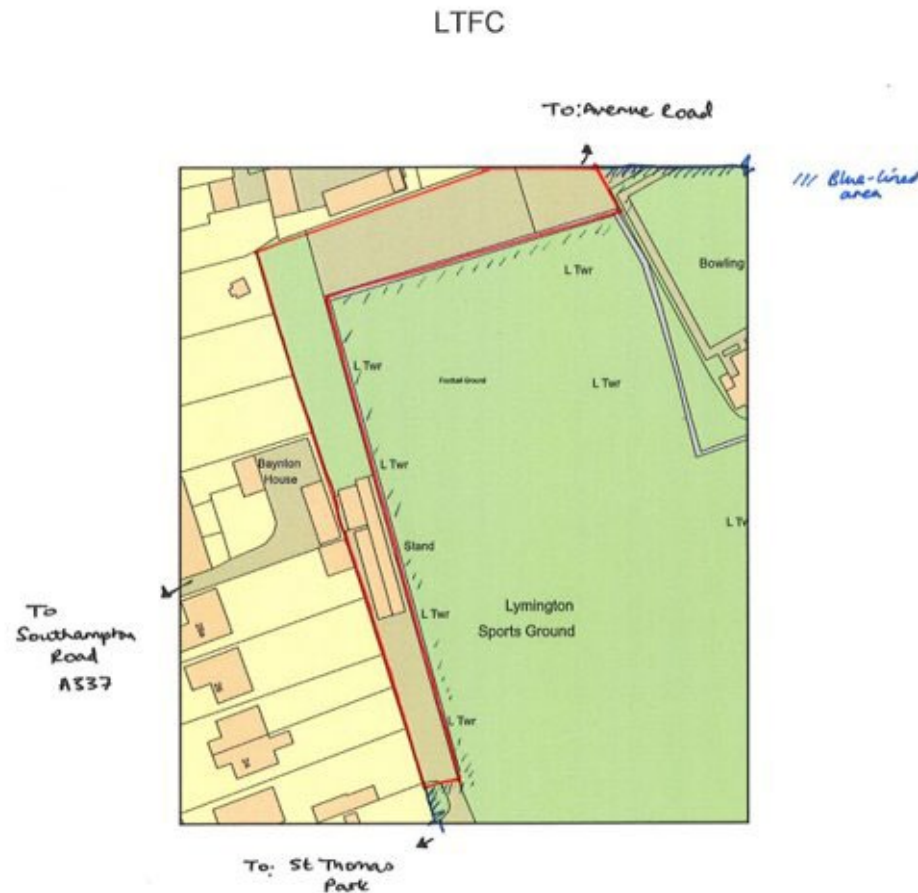 LTFC
To: Avenue Road
/// Blue-lined
area
Bowling
L Twr
L Twr
Football Ground
L Twr
Baynton
House
L Twr
L Tw
Stand
To
Southampton
Road
A337
Lymington
Sports Ground
L Twr
L Twr
To: St Thomas
Park